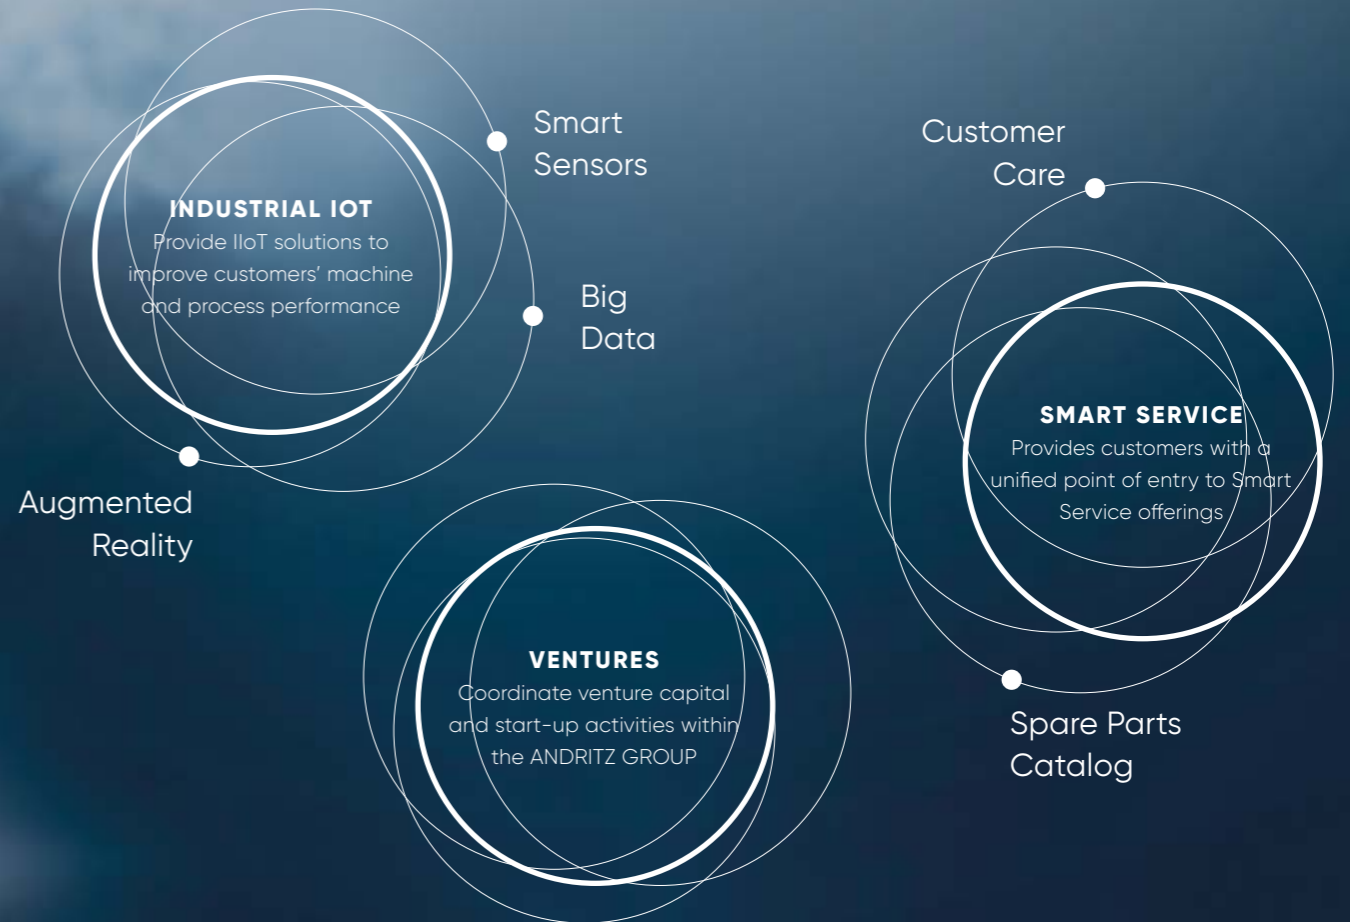 Smart
Sensors
INDUSTRIAL IOT
Provide IIoT solutions to
improve customers’ machine
and process performance
Big
Data
Augmented
Reality
Customer
Care
SMART SERVICE
Provides customers with a
unified point of entry to Smart
Service offerings
Spare Parts
Catalog
VENTURES
Coordinate venture capital
and start-up activities within
the ANDRITZ GROUP